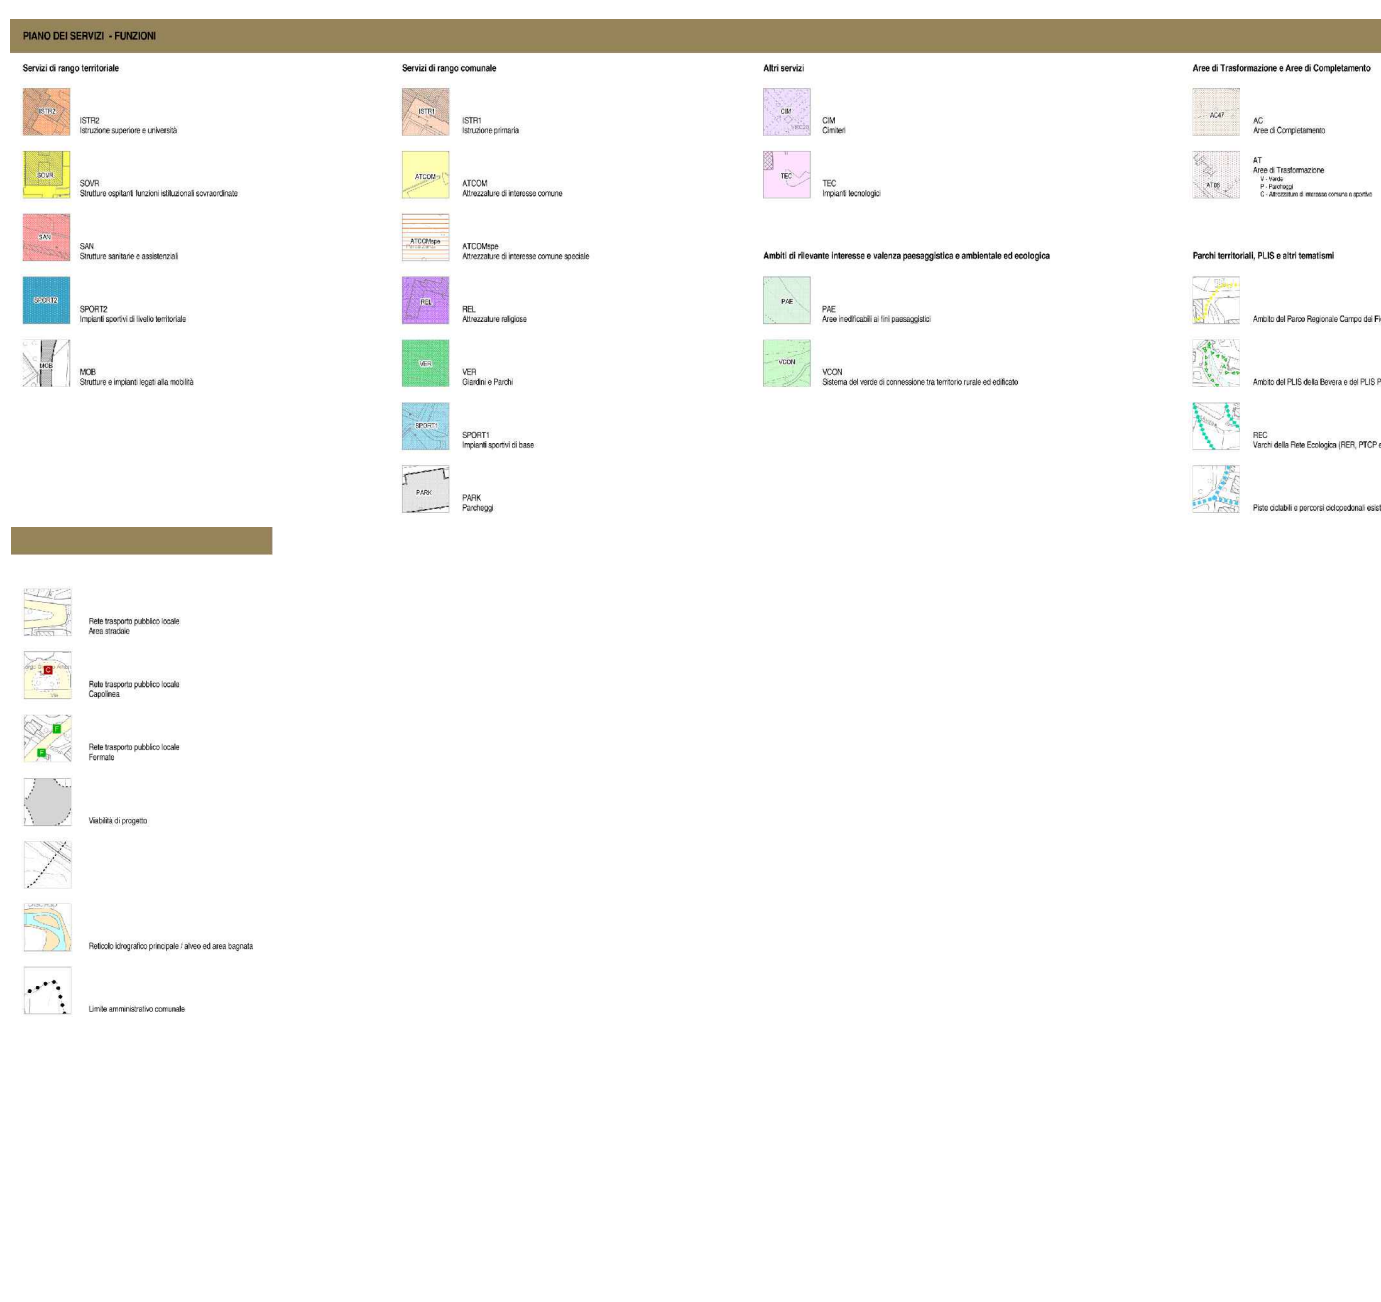 PIANO DEI SERVIZI - FUNZIONI
Servizi di rango territoriale
ISTR2
ISTR2
Istruzione superiore e università
SOVR
SOVR
Strutture ospitanti funzioni istituzionali sovraordinate
SAN
SAN
Strutture sanitarie e assistenziali
SPORT2
SPORT2
Impianti sportivi di livello territoriale
MOB
MOB
Strutture e impianti legati alla mobilità
Servizi di rango comunale
ISTR1
ISTR1
Istruzione primaria
ATCOM
ATCOM
Attrezzature di interesse comune
ATCOMspe
ATCOMspe
Attrezzature di interesse comune speciale
REL
REL
Attrezzature religiose
VER
VER
Giardini e Parchi
SPORT1
SPORT1
Impianti sportivi di base
PARK
PARK
Parcheggi
Altri servizi
CIM
CIM
Cimiteri
TEC
TEC
Impianti tecnologici
Ambiti di rilevante interesse e valenza paesaggistica e ambientale ed ecologica
PAE
PAE
Aree inedificabili ai fini paesaggistici
VCON
VCON
Sistema del verde di connessione tra territorio rurale ed edificato
Aree di Trasformazione e Aree di Completamento
AC47
AC
Aree di Completamento
AT
Aree di Trasformazione
V - Verde
P - Parcheggi
C - Attrezzature di interesse comune e sportivo
Parchi territoriali, PLIS e altri tematismi
Ambito del Parco Regionale Campo dei Fi
Ambito del PLIS della Bevera e del PLIS P
REC
Varchi della Rete Ecologica (RER, PTCP e
Piste ciclabili e percorsi ciclopedonali esist
Rete trasporto pubblico locale
Area stradale
C
Rete trasporto pubblico locale
Capolinea
F
F
Rete trasporto pubblico locale
Fermate
Viabilità di progetto
Reticolo idrografico principale / alveo ed area bagnata
Limite amministrativo comunale